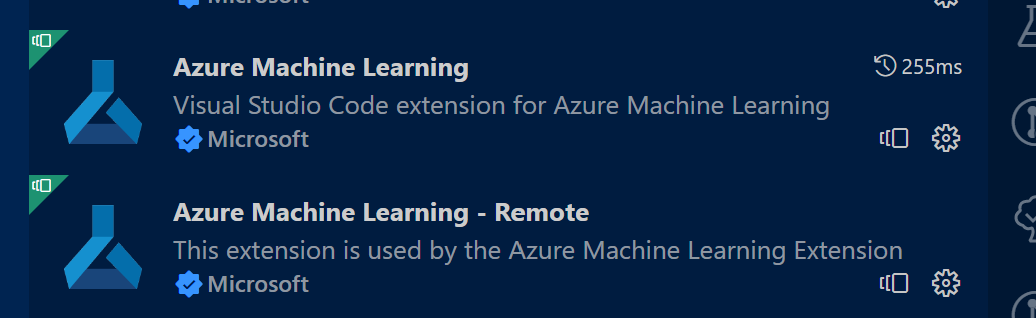 Azure Machine Learning
255ms
Visual Studio Code extension for Azure Machine Learning
Microsoft
Azure Machine Learning - Remote
This extension is used by the Azure Machine Learning Extension
Microsoft